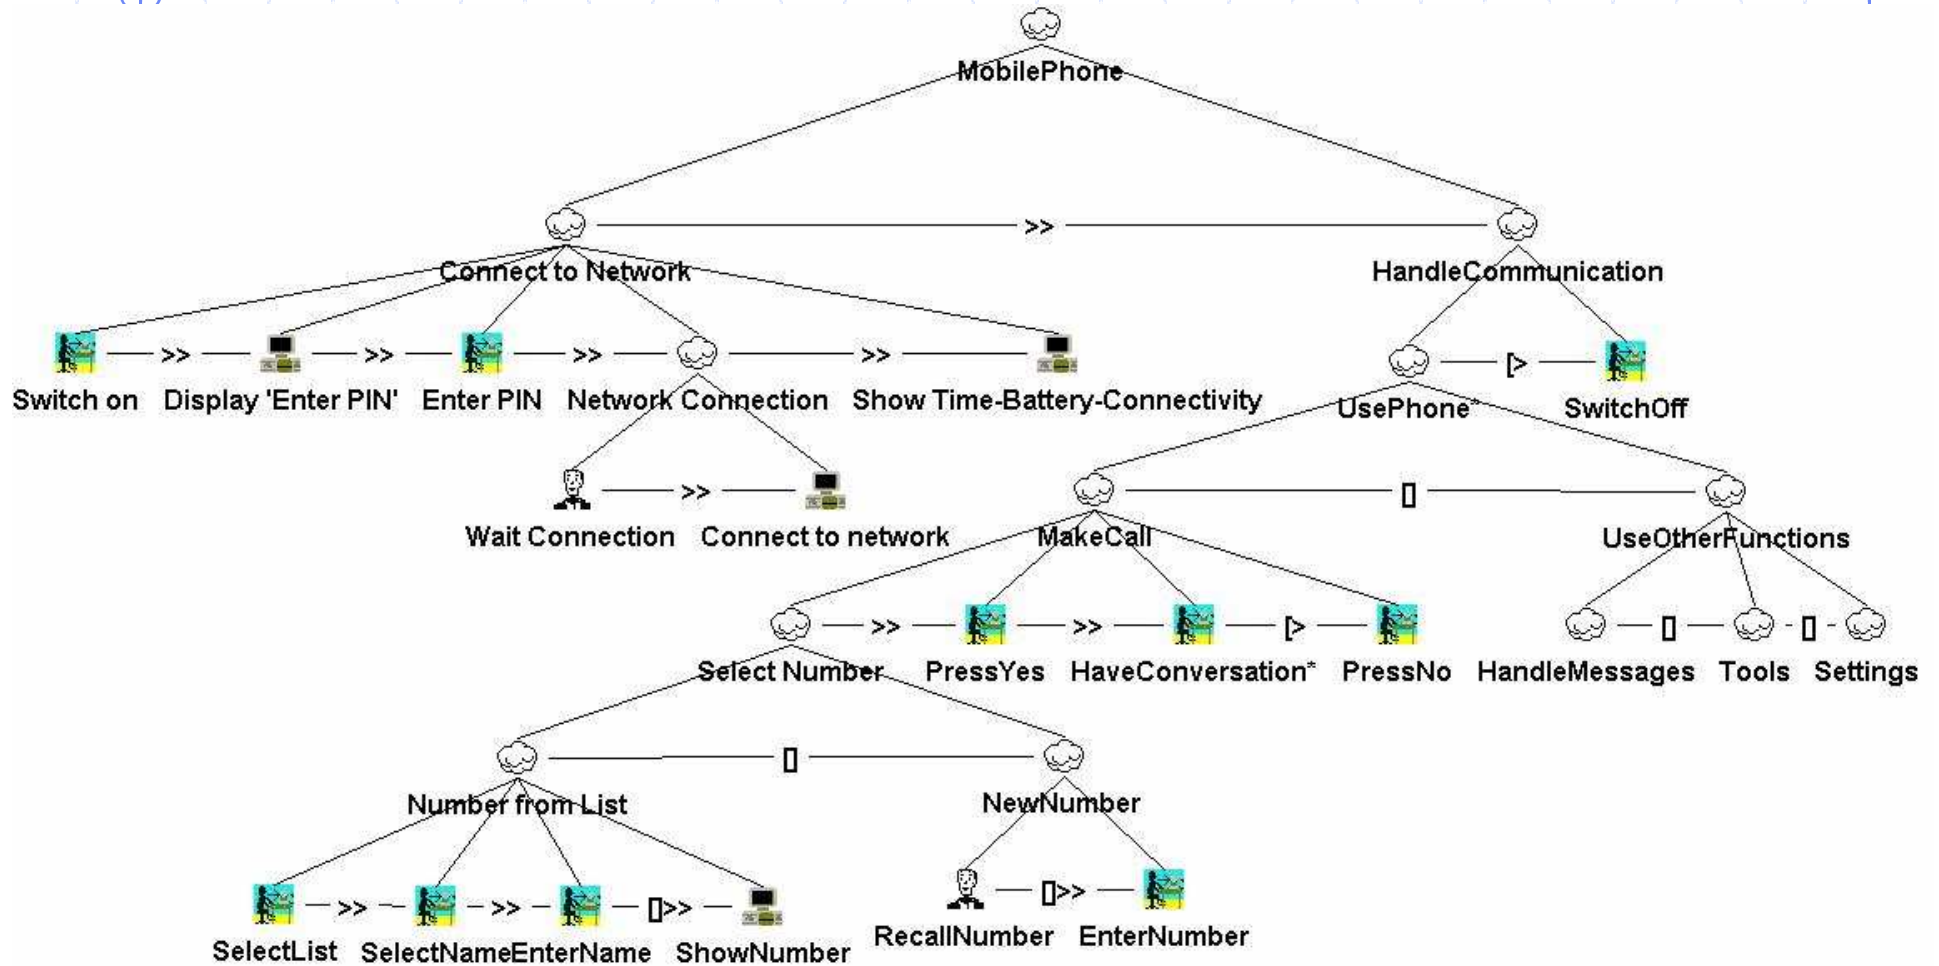 MobilePhone
>>
Connect to Network
HandleCommunication
>> >> >> >> [>
Switch on Display 'Enter PIN' Enter PIN Network Connection Show Time-Battery-Connectivity UsePhone* SwitchOff
>> []
Wait Connection Connect to network MakeCall UseOtherFunctions
>> >> [> [] []
Select Number PressYes HaveConversation* PressNo HandleMessages Tools Settings
[]
Number from List NewNumber
>> >> []>> []>>
SelectList SelectName EnterName ShowNumber RecallNumber EnterNumber